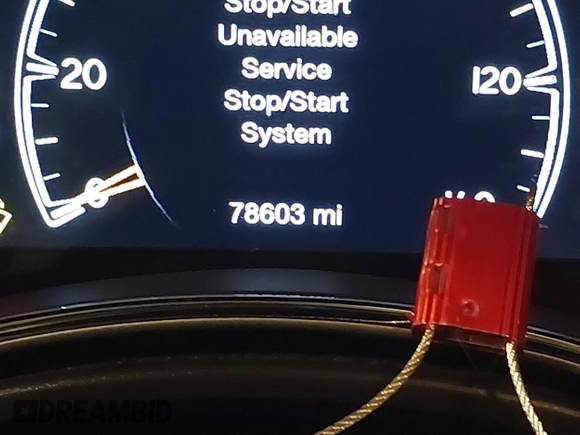 Stop/Start
Unavailable
20
Service
120
Stop/Start
System
0
78603 mi
DREAMBID